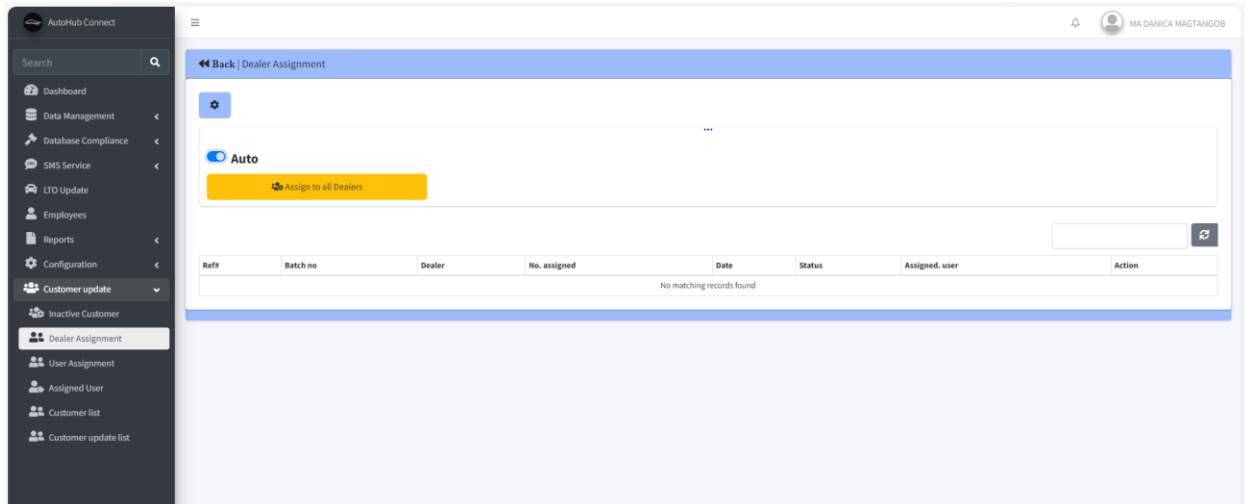 AutoHub Connect
MA DANICA MAGTANGOB
Search
Back | Dealer Assignment
Dashboard
Data Management
Database Compliance
SMS Service
LTO Update
Employees
Reports
Configuration
Customer update
Inactive Customer
Dealer Assignment
User Assignment
Assigned User
Customer list
Customer update list
...
Auto
Assign to all Dealers
Ref# Batch no Dealer No. assigned Date Status Assigned. user Action
No matching records found